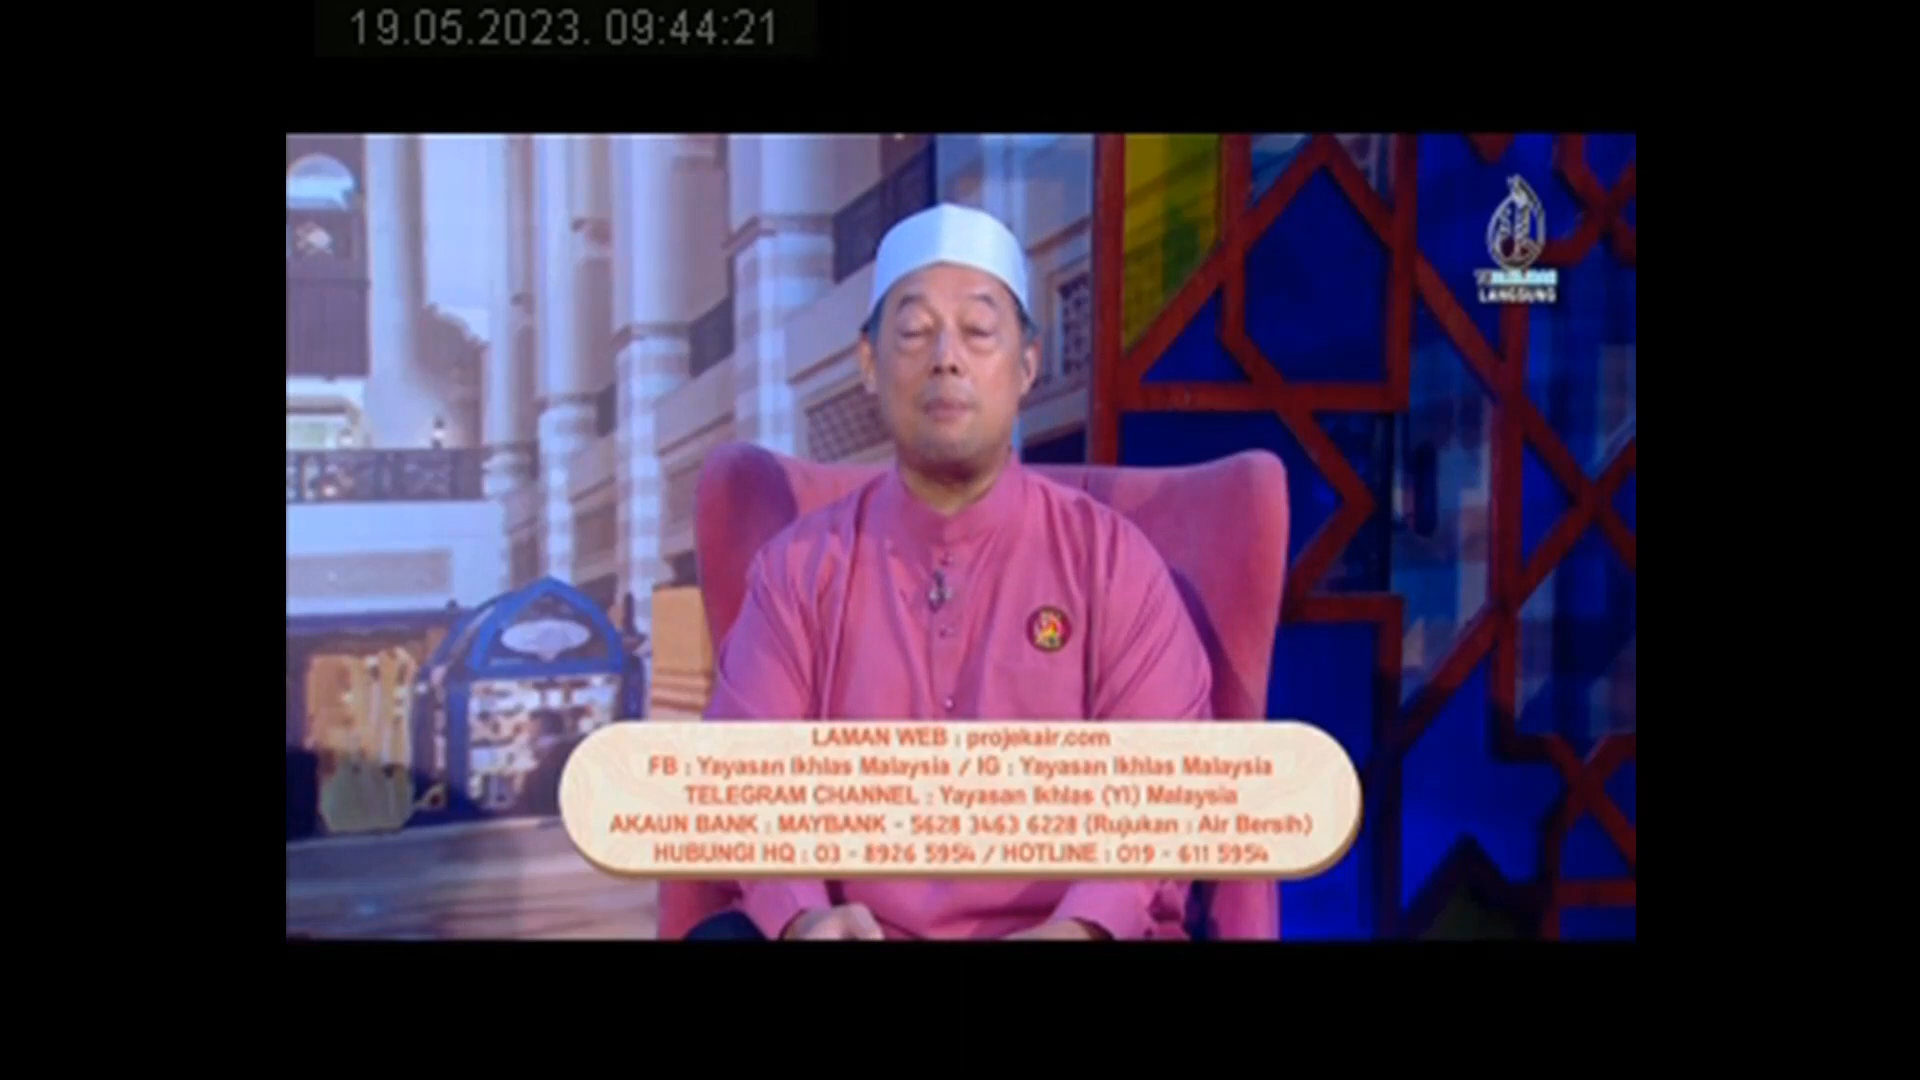 19.05.2023. 09:44:21
LANGSUNG
LAMAN WEB : projekair.com
FB : Yayasan Ikhlas Malaysia / IG : Yayasan Ikhlas Malaysia
TELEGRAM CHANNEL : Yayasan Ikhlas (YI) Malaysia
AKAUN BANK : MAYBANK - 5628 3463 6228 (Rujukan : Air Bersih)
HUBUNGI HQ : 03 - 8926 5954 / HOTLINE : 019 - 611 5954